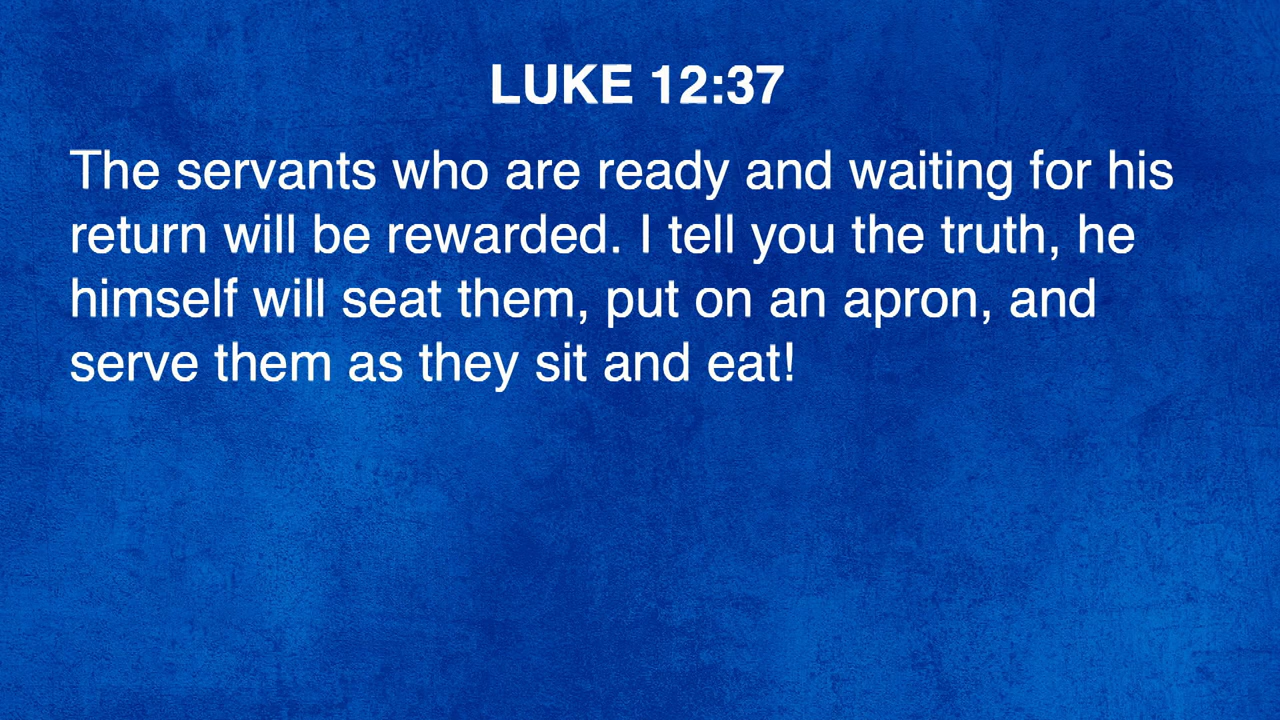 LUKE 12:37
The servants who are ready and waiting for his
return will be rewarded. I tell you the truth, he
himself will seat them, put on an apron, and
serve them as they sit and eat!